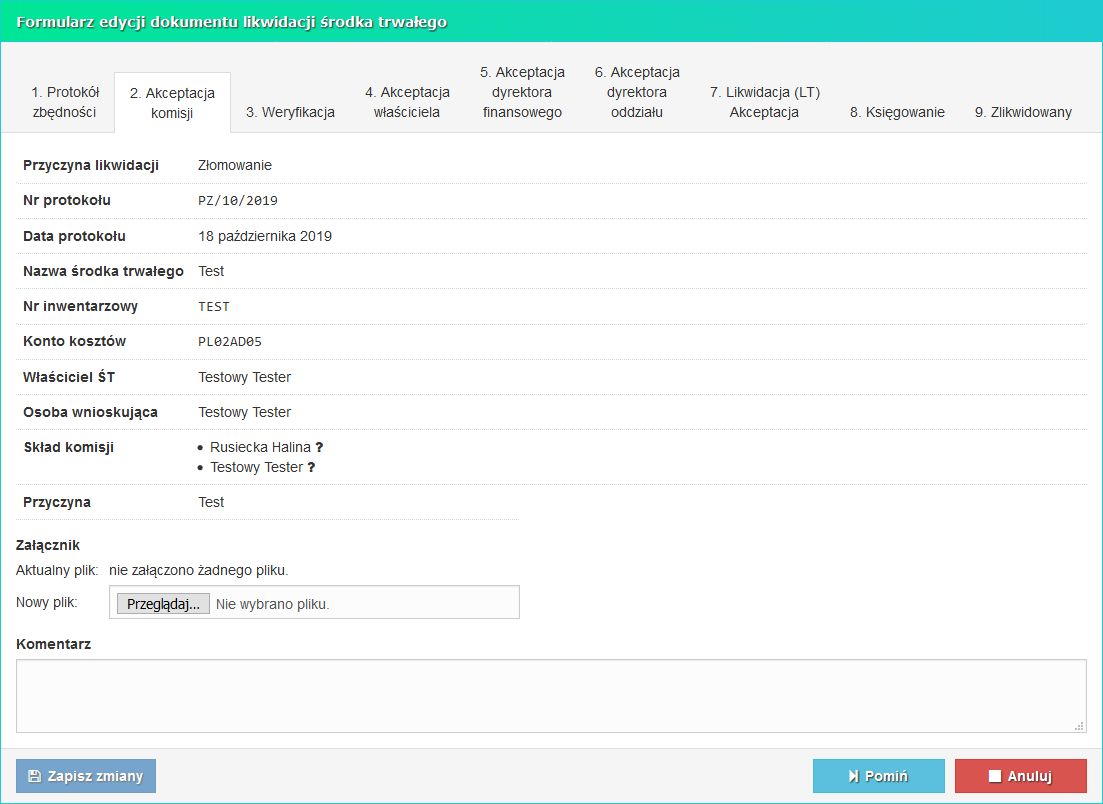 Formularz edycji dokumentu likwidacji środka trwałego
1. Protokół
zbędności
2. Akceptacja
komisji
3. Weryfikacja
4. Akceptacja
właściciela
5. Akceptacja
dyrektora
finansowego
6. Akceptacja
dyrektora
oddziału
7. Likwidacja (LT)
Akceptacja
8. Księgowanie
9. Zlikwidowany
Przyczyna likwidacji Złomowanie
Nr protokołu PZ/10/2019
Data protokołu 18 października 2019
Nazwa środka trwałego Test
Nr inwentarzowy TEST
Konto kosztów PL02AD05
Właściciel ŚT Testowy Tester
Osoba wnioskująca Testowy Tester
Skład komisji • Rusiecka Halina ?
• Testowy Tester ?
Przyczyna Test
Załącznik
Aktualny plik: nie załączono żadnego pliku.
Nowy plik: Przeglądaj... Nie wybrano pliku.
Komentarz
Zapisz zmiany Pomiń Anuluj